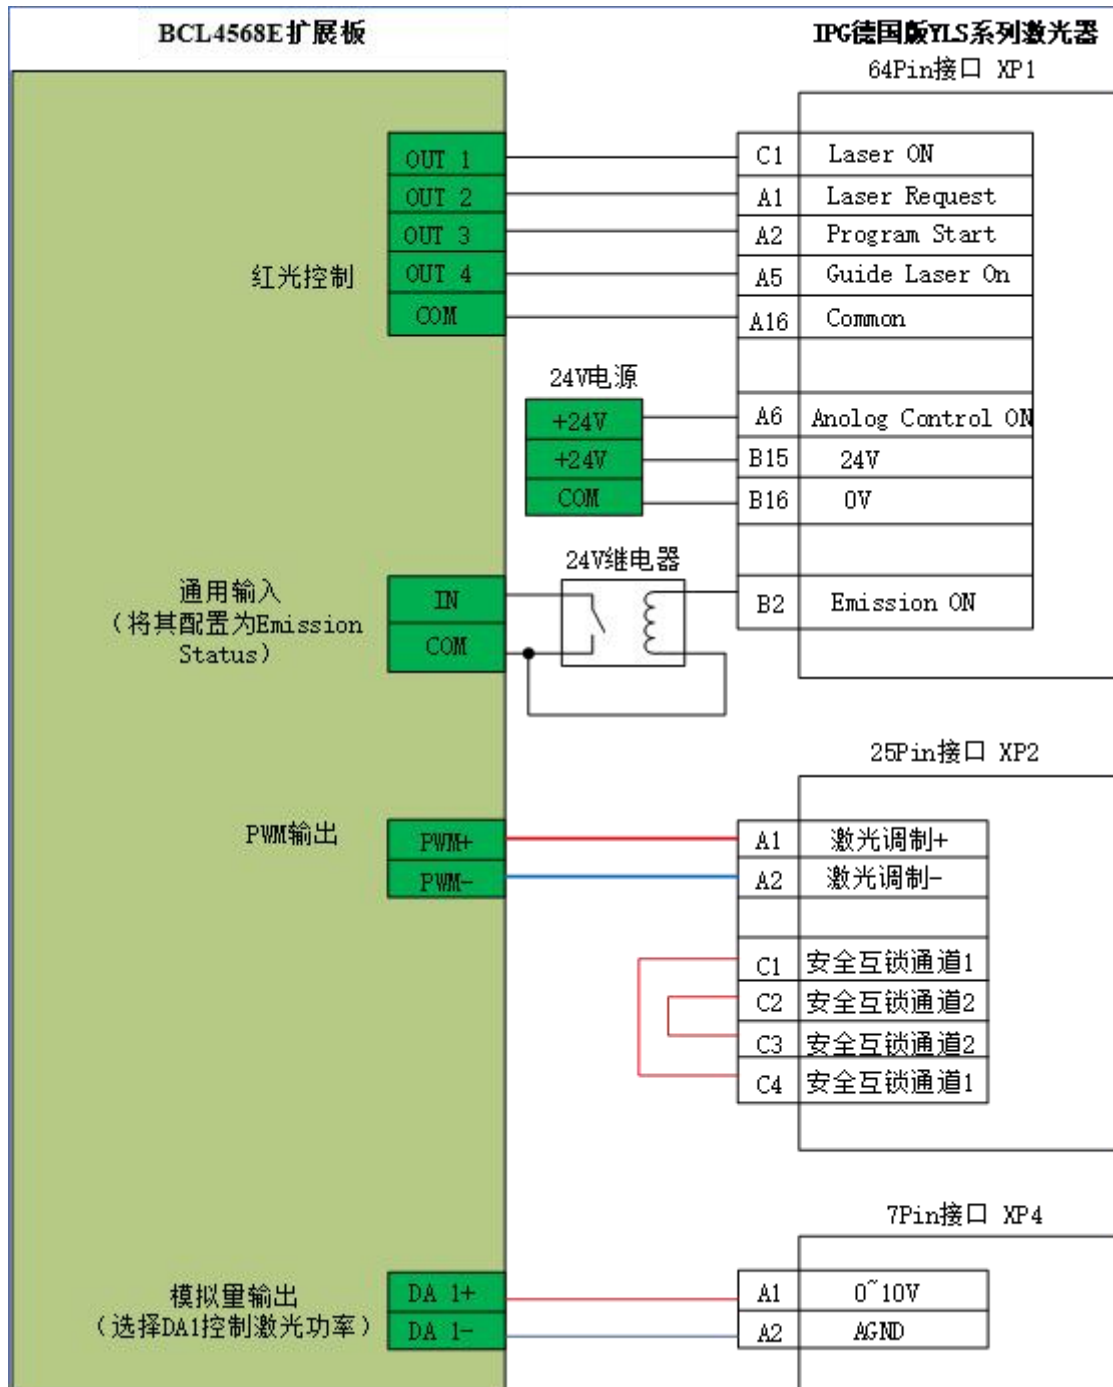 BCL4568E扩展板
IPG德国版YLS系列激光器
64Pin接口 XP1
OUT 1
C1
Laser ON
OUT 2
A1
Laser Request
OUT 3
A2
Program Start
红光控制
OUT 4
A5
Guide Laser On
COM
A16
Common
24V电源
+24V
A6
Anolog Control ON
+24V
B15
24V
COM
B16
0V
24V继电器
通用输入
（将其配置为Emission
Status）
IN
COM
B2
Emission ON
25Pin接口 XP2
PWM输出
PWM+
A1
激光调制+
PWM-
A2
激光调制-
C1
安全互锁通道1
C2
安全互锁通道2
C3
安全互锁通道2
C4
安全互锁通道1
7Pin接口 XP4
模拟量输出
（选择DA1控制激光功率）
DA 1+
A1
0~10V
DA 1-
A2
AGND